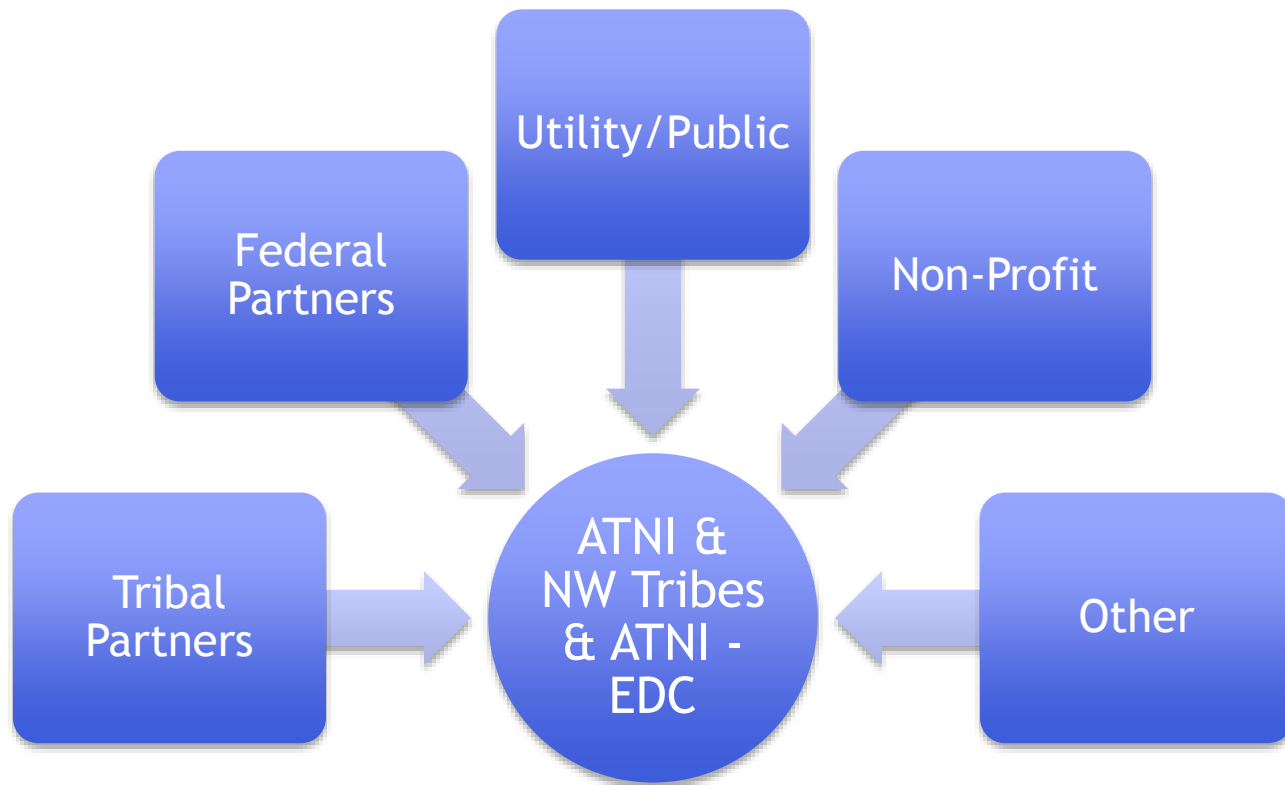 Utility/Public
Federal
Partners
Non-Profit
Tribal
Partners
ATNI &
NW Tribes
& ATNI -
EDC
Other